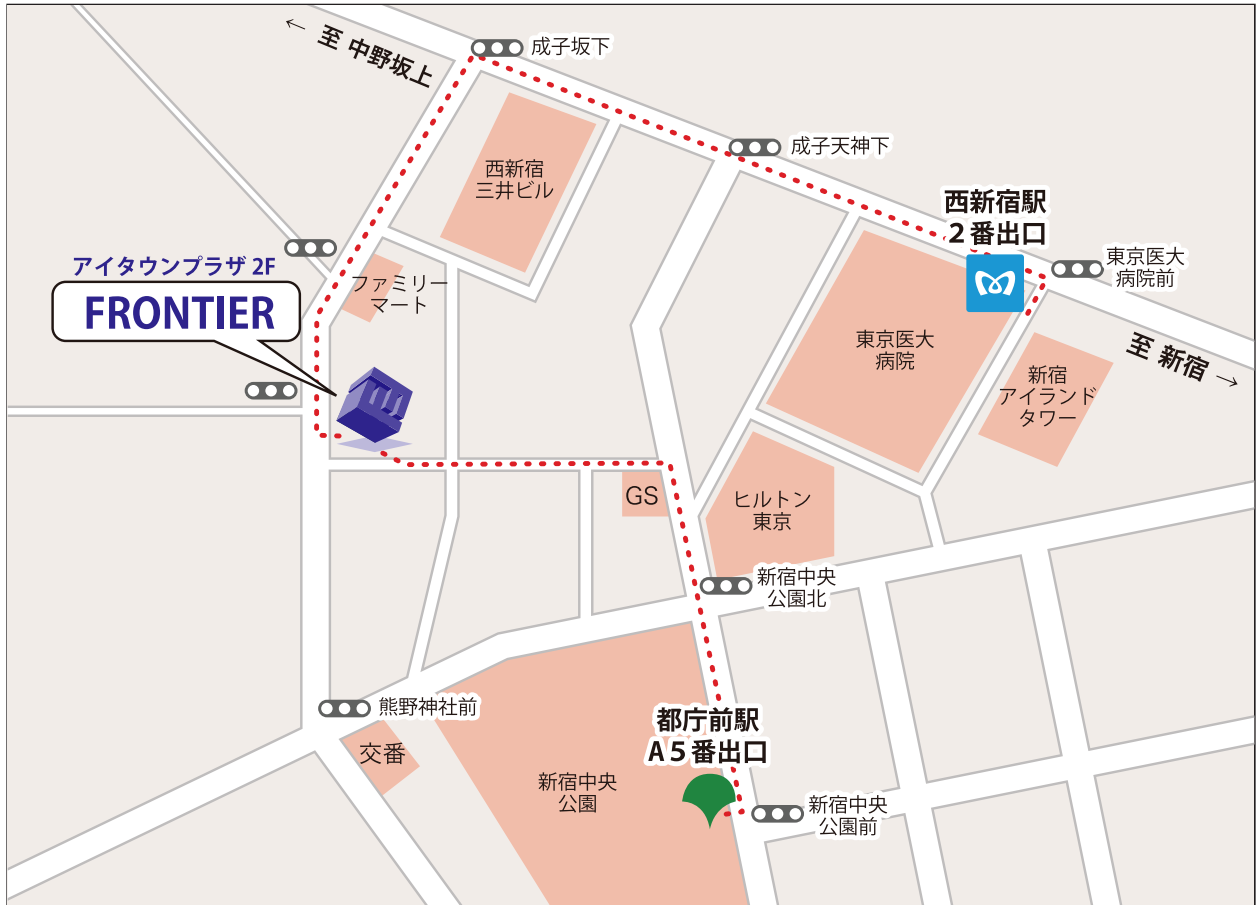 ← 至 中野坂上
成子坂下
成子天神下
西新宿
三井ビル
西新宿駅
2番出口
東京医大
病院前
アイタウンプラザ 2F
FRONTIER
ファミリー
マート
東京医大
病院
至 新宿 →
新宿
アイランド
タワー
GS
ヒルトン
東京
新宿中央
公園北
熊野神社前
交番
都庁前駅
A5番出口
新宿中央
公園
新宿中央
公園前